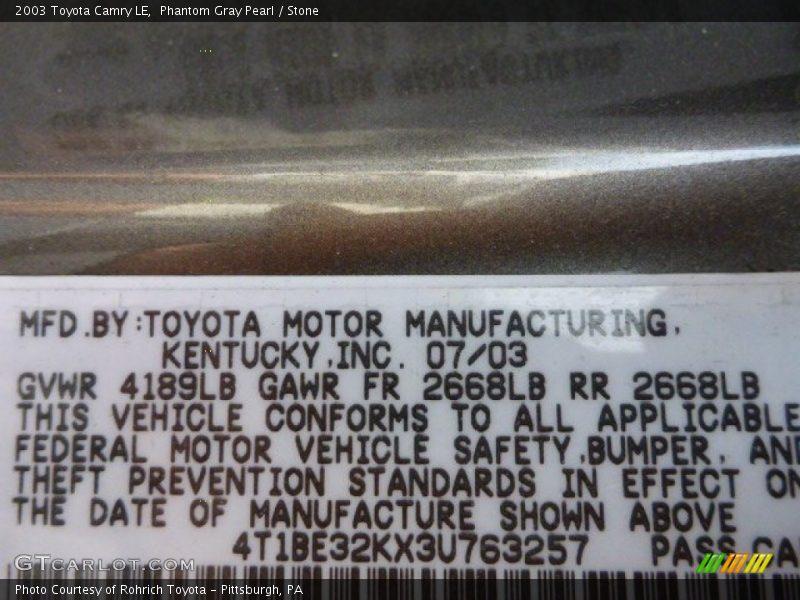 2003 Toyota Camry LE, Phantom Gray Pearl / Stone
MFD.BY:TOYOTA MOTOR MANUFACTURING,
KENTUCKY,INC. 07/03
GVWR 4189LB GAWR FR 2668LB RR 2668LB
THIS VEHICLE CONFORMS TO ALL APPLICABLE
FEDERAL MOTOR VEHICLE SAFETY,BUMPER, AND
THEFT PREVENTION STANDARDS IN EFFECT ON
THE DATE OF MANUFACTURE SHOWN ABOVE
4T1BE32KX3U763257 PASS.CA
GTCARLOT.COM
Photo Courtesy of Rohrich Toyota - Pittsburgh, PA